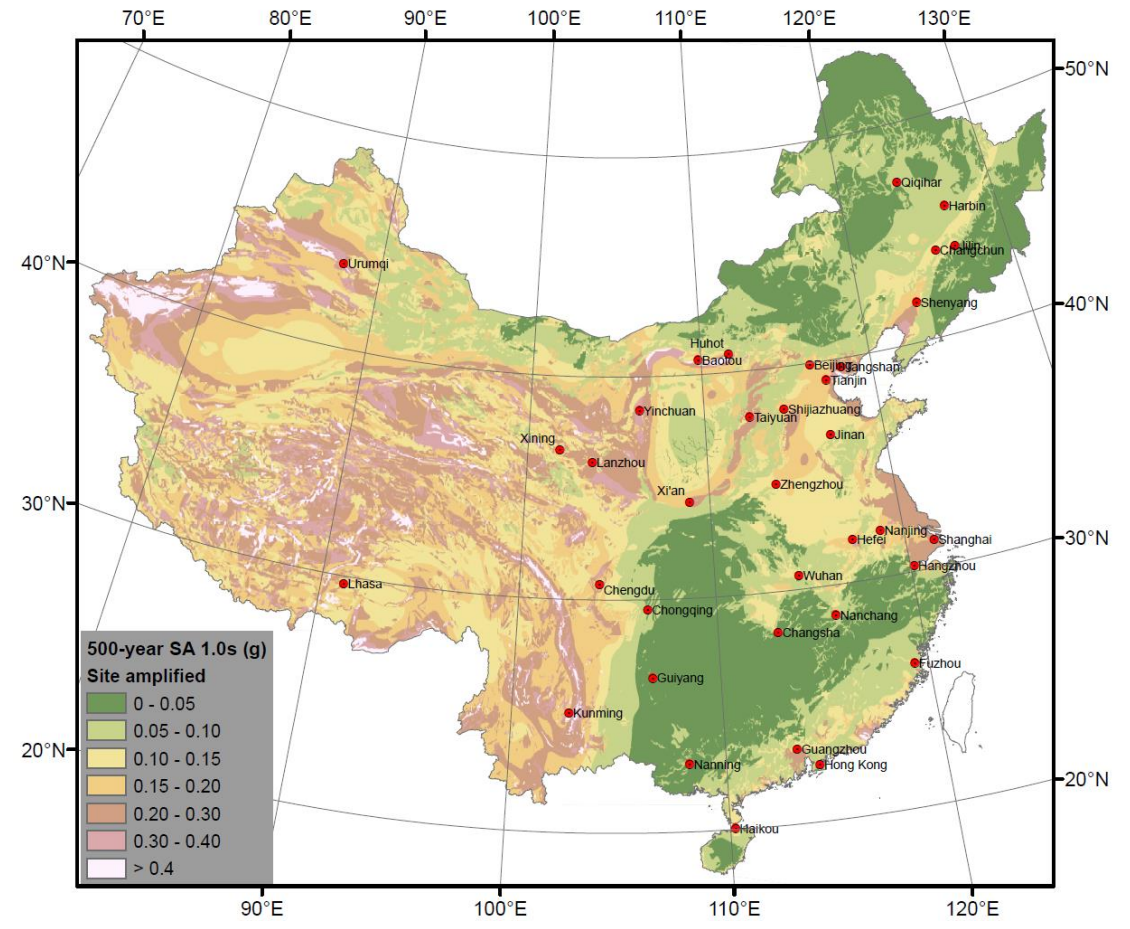 70°E 80°E 90°E 100°E 110°E 120°E 130°E
50°N
40°N
40°N
30°N
30°N
20°N
20°N
Qiqihar
Harbin
Jilin
Changchun
Urumqi
Shenyang
Huhot
Baotou
Beijing
Tangshan
Tianjin
Yinchuan
Shijiazhuang
Taiyuan
Xining
Jinan
Lanzhou
Zhengzhou
Xi'an
Nanjing
Hefei
Shanghai
Hangzhou
Wuhan
Lhasa
Chengdu
Chongqing
Nanchang
Changsha
Fuzhou
Guiyang
Kunming
Guangzhou
Nanning
Hong Kong
Haikou
500-year SA 1.0s (g)
Site amplified
0 - 0.05
0.05 - 0.10
0.10 - 0.15
0.15 - 0.20
0.20 - 0.30
0.30 - 0.40
> 0.4
90°E 100°E 110°E 120°E